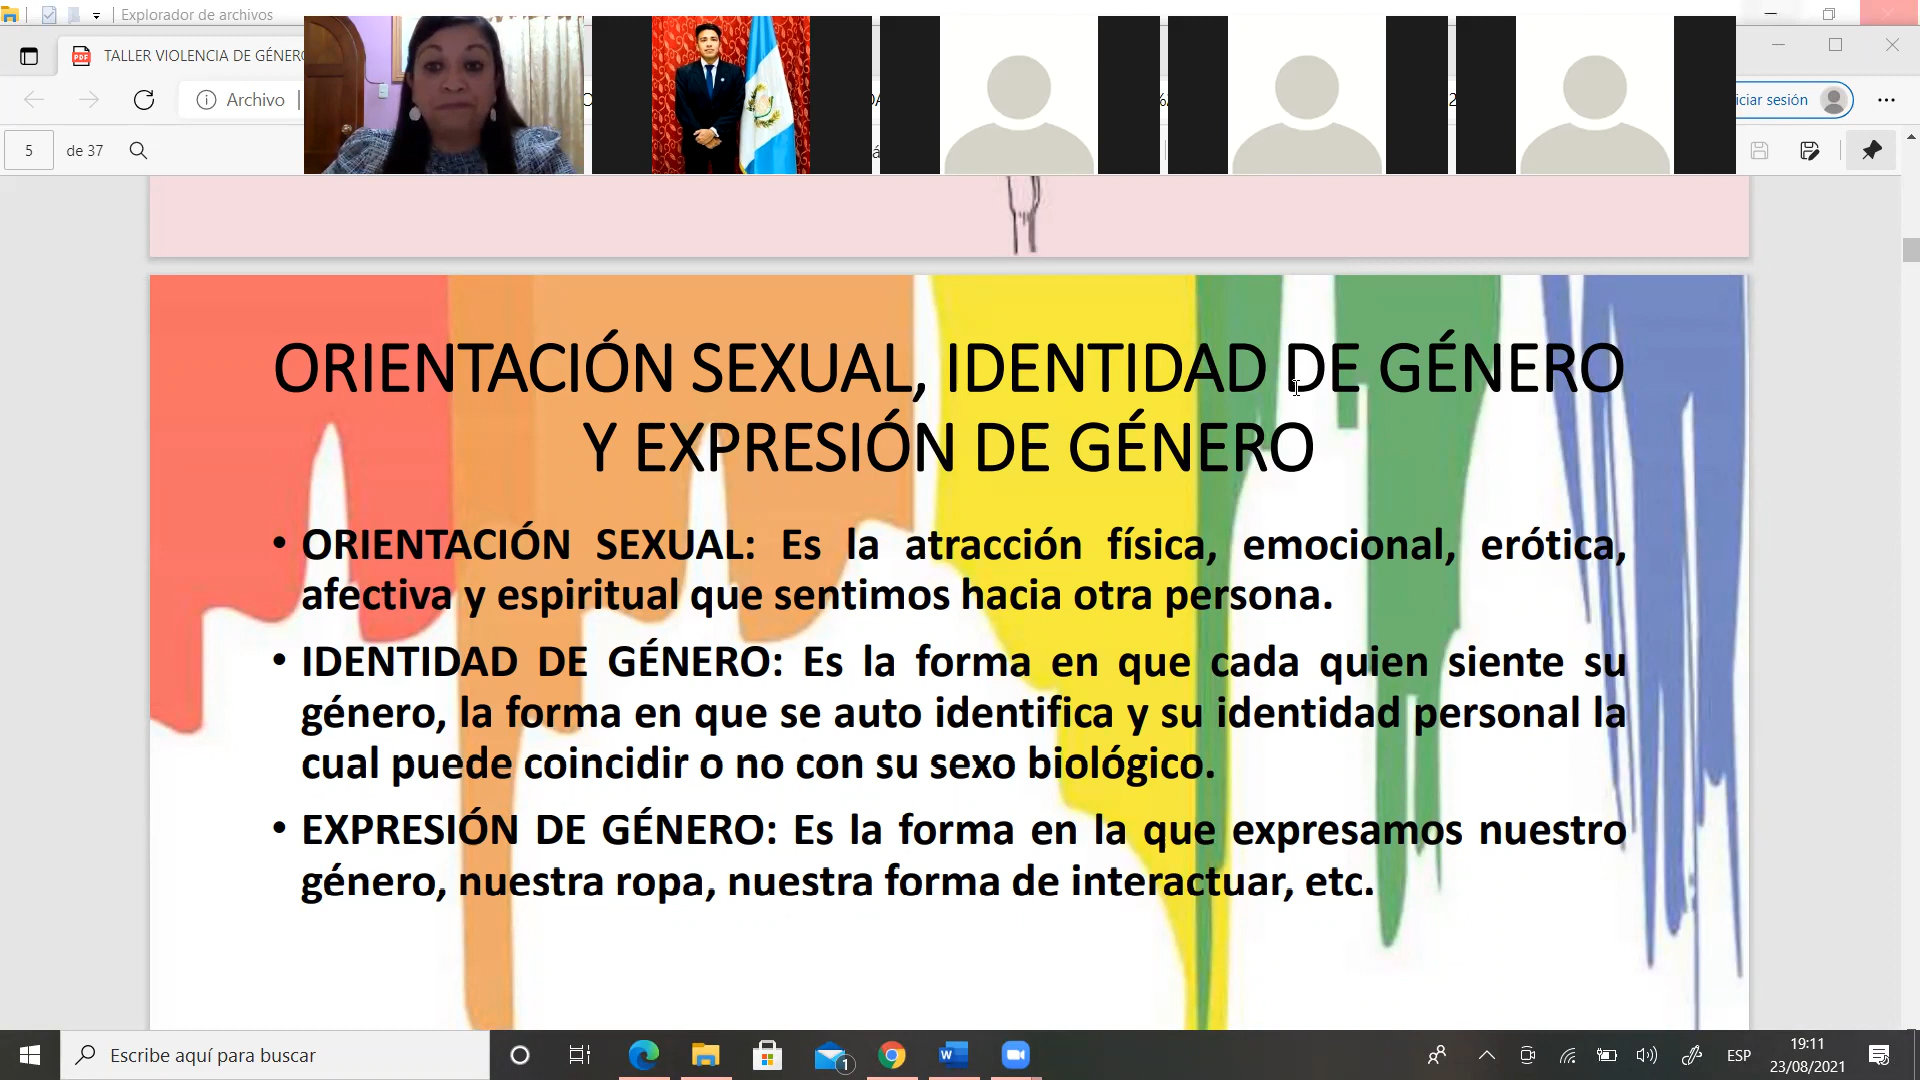 Explorador de archivos
TALLER VIOLENCIA DE GÉNERO
Archivo
iciar sesión
5 de 37
ORIENTACIÓN SEXUAL, IDENTIDAD DE GÉNERO
Y EXPRESIÓN DE GÉNERO
• ORIENTACIÓN SEXUAL: Es la atracción física, emocional, erótica,
afectiva y espiritual que sentimos hacia otra persona.
• IDENTIDAD DE GÉNERO: Es la forma en que cada quien siente su
género, la forma en que se auto identifica y su identidad personal la
cual puede coincidir o no con su sexo biológico.
• EXPRESIÓN DE GÉNERO: Es la forma en la que expresamos nuestro
género, nuestra ropa, nuestra forma de interactuar, etc.
Escribe aquí para buscar
1
ESP
19:11
23/08/2021